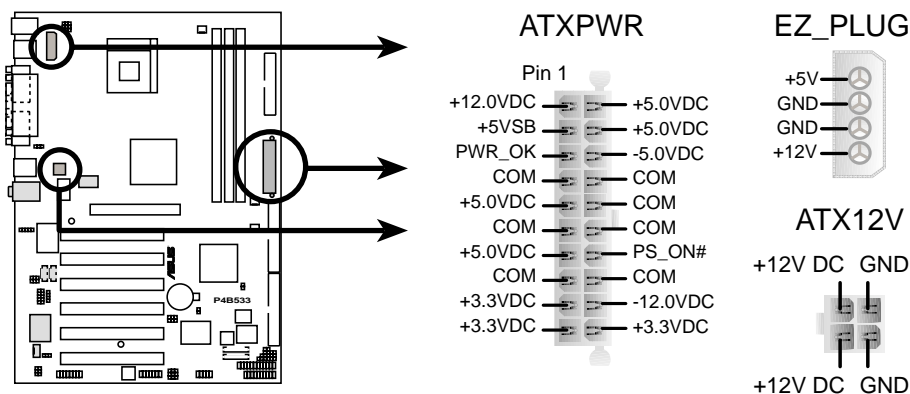 ATXPWR
EZ_PLUG
Pin 1
+12.0VDC +5.0VDC
+5VSB +5.0VDC
PWR_OK -5.0VDC
COM COM
+5.0VDC COM
COM COM
+5.0VDC PS_ON#
COM COM
+3.3VDC -12.0VDC
+3.3VDC +3.3VDC
+5V
GND
GND
+12V
ATX12V
+12V DC GND
+12V DC GND
ASUS
P4B533